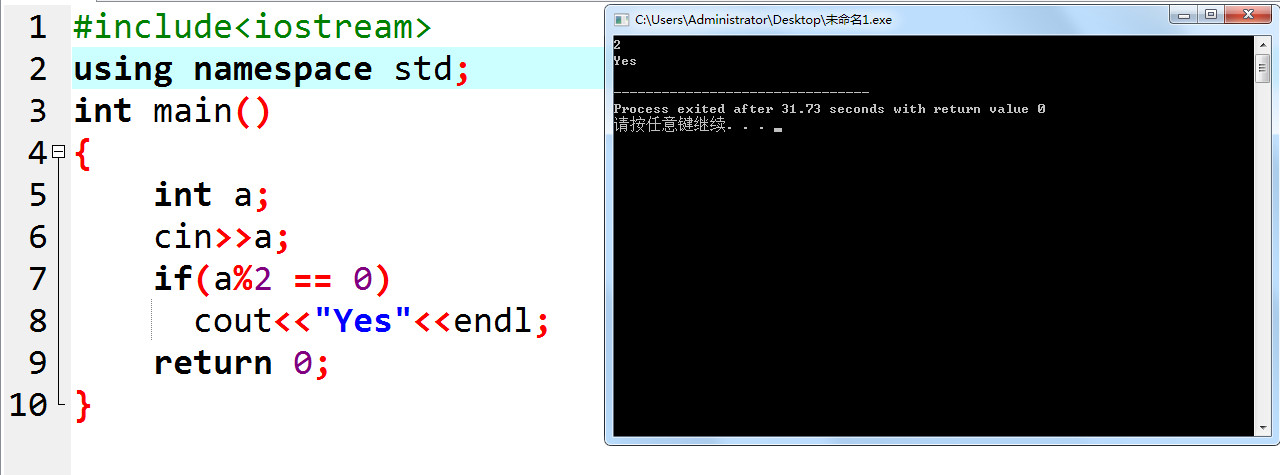 1 #include<iostream>
2 using namespace std;
3 int main()
4 {
5 int a;
6 cin>>a;
7 if(a%2 == 0)
8 cout<<"Yes"<<endl;
9 return 0;
10 }
C:\Users\Administrator\Desktop\未命名1.exe
2
Yes
--------------------------------
Process exited after 31.73 seconds with return value 0
请按任意键继续. . .